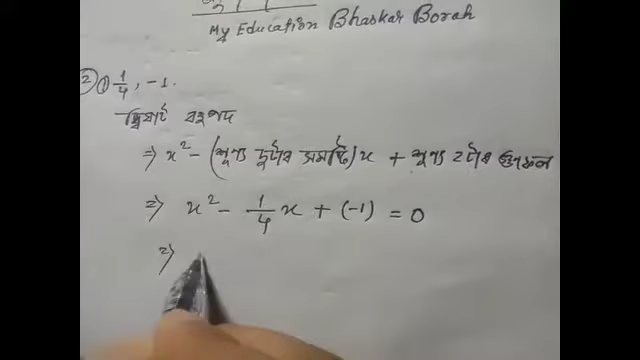 My Education Bhaskar Borah
② ① 1/4, -1.
দ্বিঘাট বহুপদ
=> x² - (শূন্য দুটাৰ সমষ্টি)x + শূন্য ২টাৰ গুণফল
=> x² - 1/4 x + (-1) = 0
=>